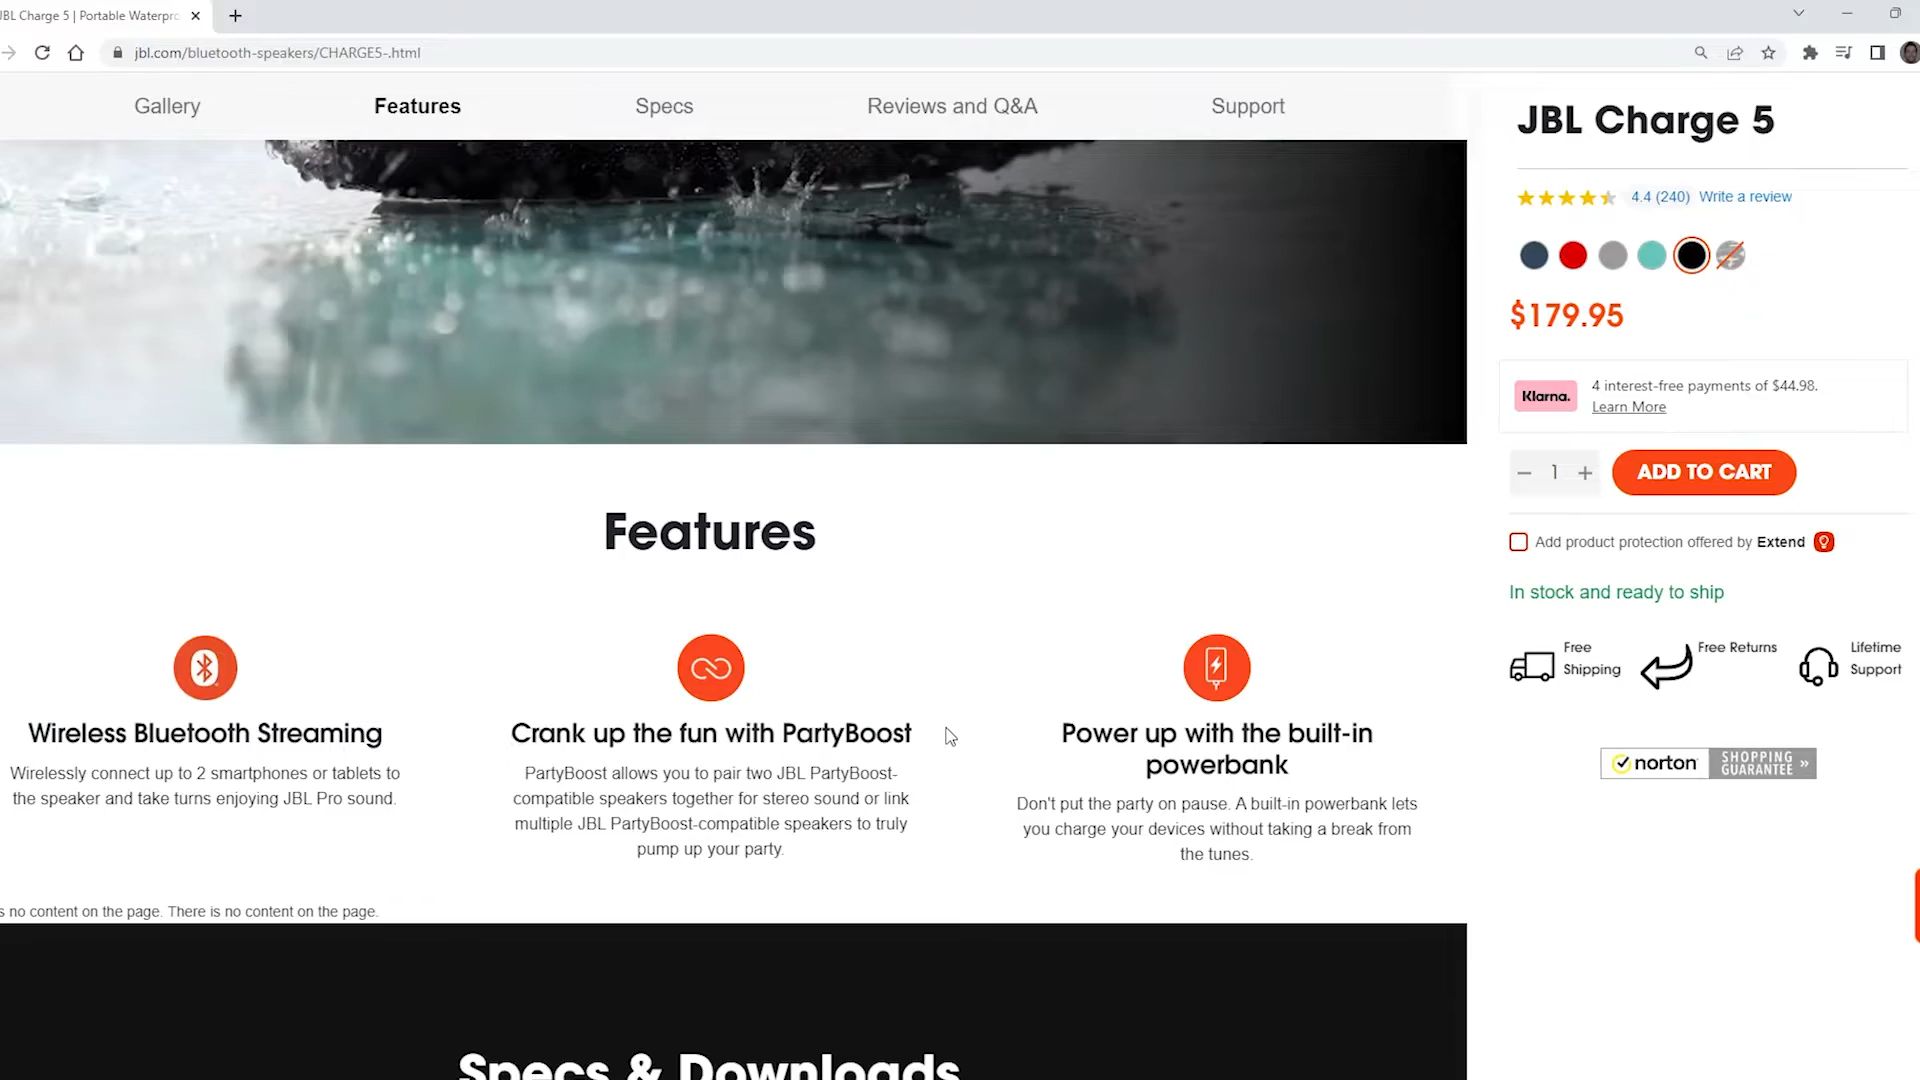 JBL Charge 5 | Portable Waterpro
jbl.com/bluetooth-speakers/CHARGE5-.html
Gallery
Features
Specs
Reviews and Q&A
Support
JBL Charge 5
4.4 (240) Write a review
$179.95
Klarna.
4 interest-free payments of $44.98.
Learn More
1
ADD TO CART
Add product protection offered by Extend
In stock and ready to ship
Free
Shipping
Free Returns
Lifetime
Support
norton
SHOPPING
GUARANTEE »
Features
Wireless Bluetooth Streaming
Wirelessly connect up to 2 smartphones or tablets to
the speaker and take turns enjoying JBL Pro sound.
Crank up the fun with PartyBoost
PartyBoost allows you to pair two JBL PartyBoost-
compatible speakers together for stereo sound or link
multiple JBL PartyBoost-compatible speakers to truly
pump up your party.
Power up with the built-in
powerbank
Don't put the party on pause. A built-in powerbank lets
you charge your devices without taking a break from
the tunes.
s no content on the page. There is no content on the page.
Specs & Downloads